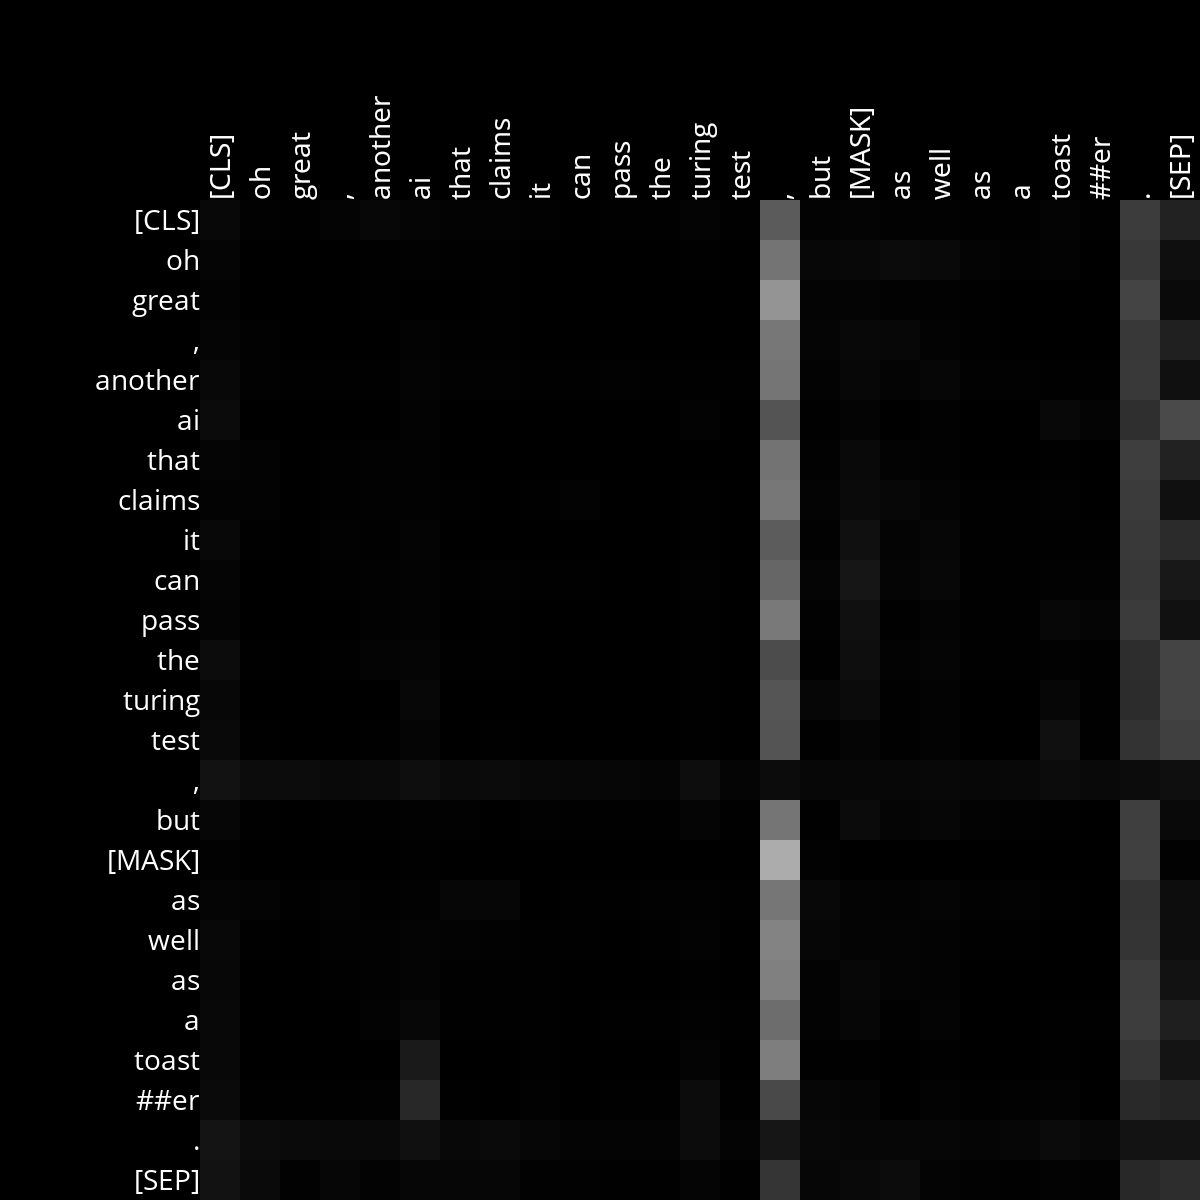 [CLS] oh great , another ai that claims it can pass the turing test , but [MASK] as well as a toast ##er . [SEP]
[CLS]
oh
great
,
another
ai
that
claims
it
can
pass
the
turing
test
,
but
[MASK]
as
well
as
a
toast
##er
.
[SEP]